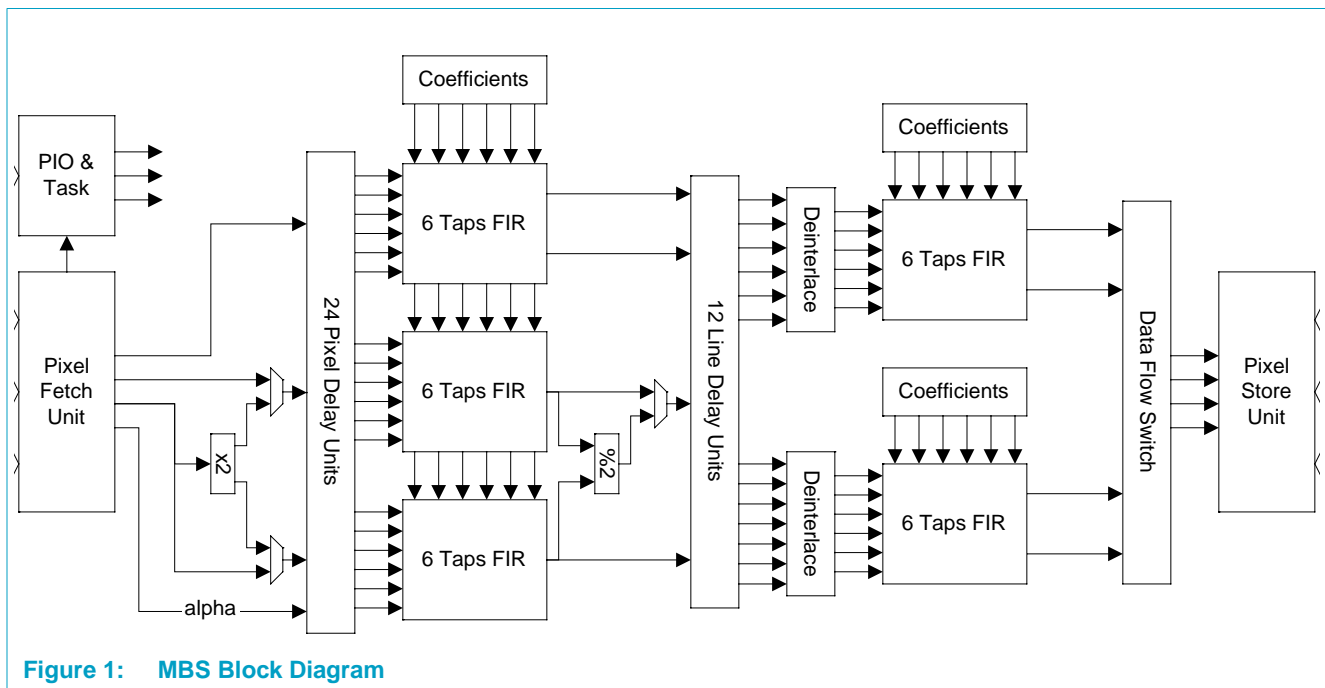 Coefficients
PIO &
Task
6 Taps FIR
Pixel
Fetch
Unit
x2
alpha
24 Pixel Delay Units
6 Taps FIR
6 Taps FIR
%2
12 Line Delay Units
Deinterlace
Deinterlace
Coefficients
6 Taps FIR
Coefficients
6 Taps FIR
Data Flow Switch
Pixel
Store
Unit
Figure 1: MBS Block Diagram